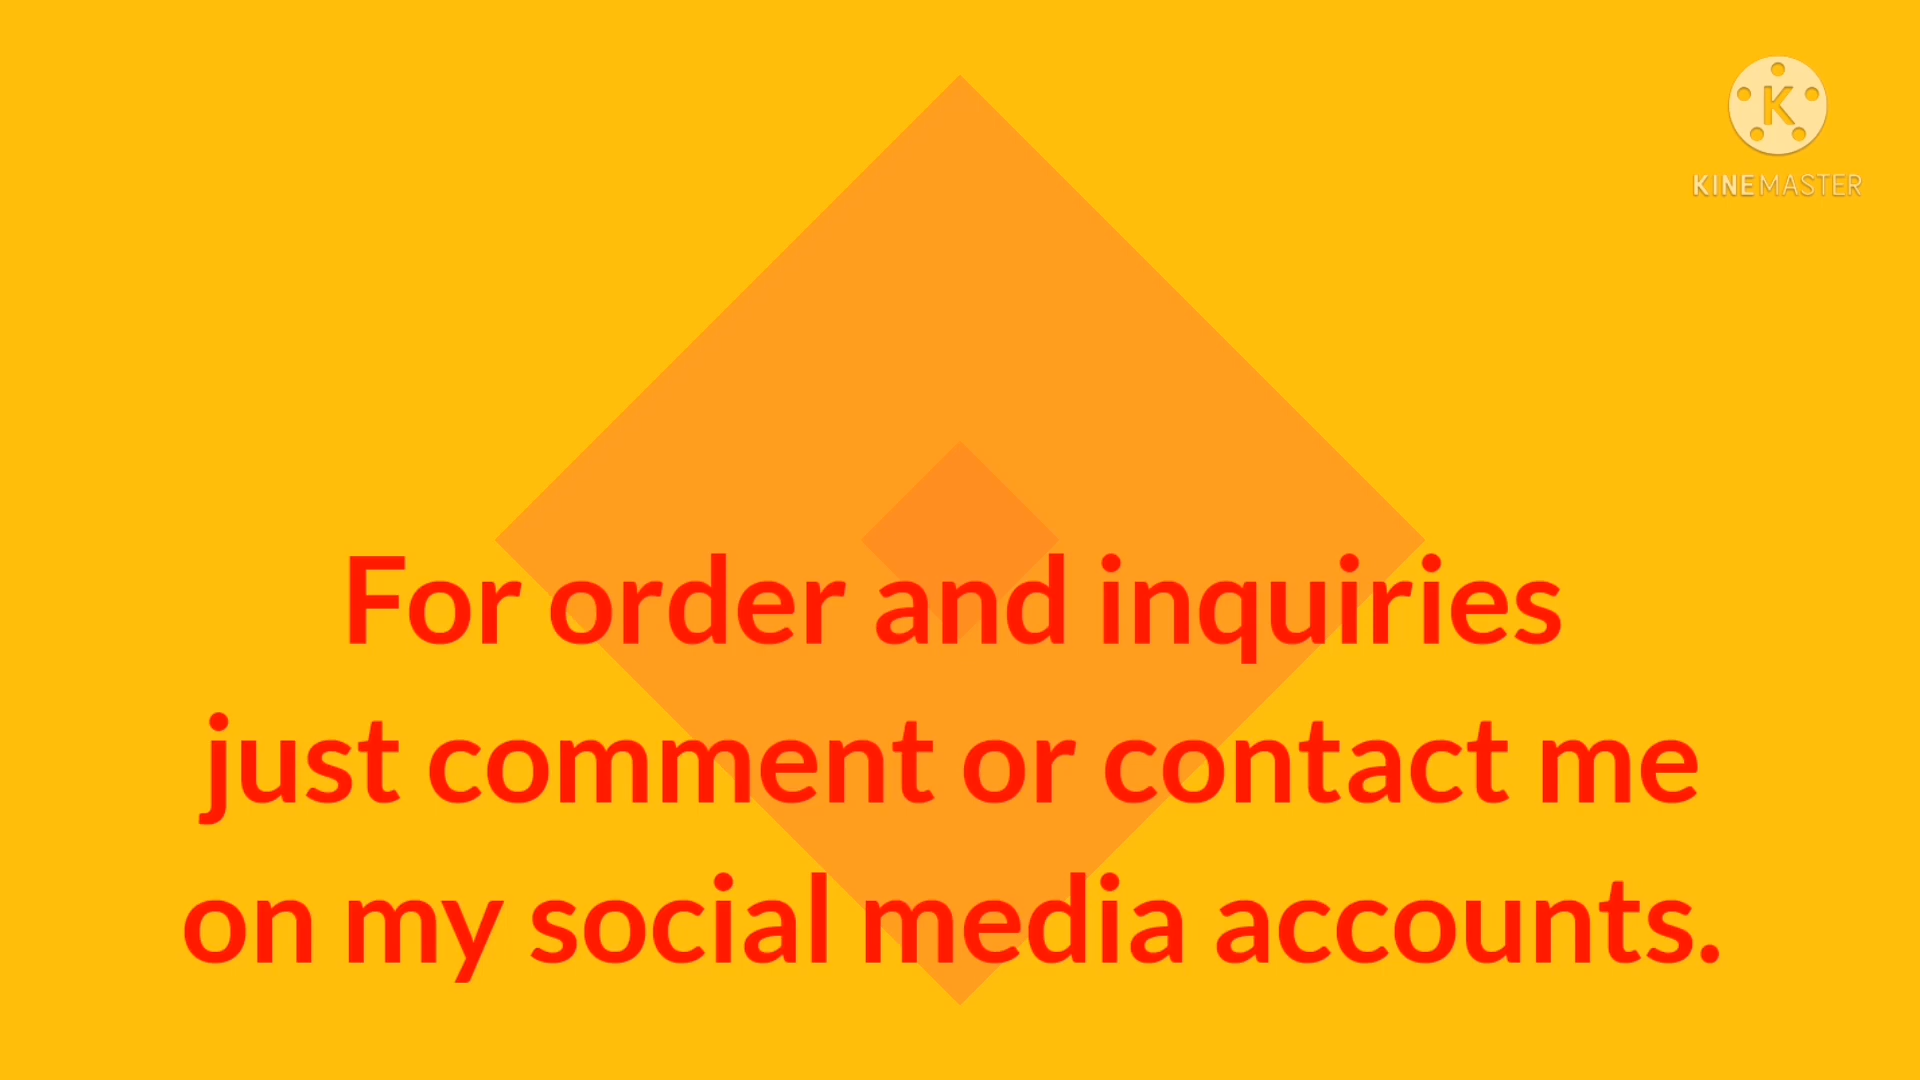 K
KINEMASTER
For order and inquiries
just comment or contact me
on my social media accounts.